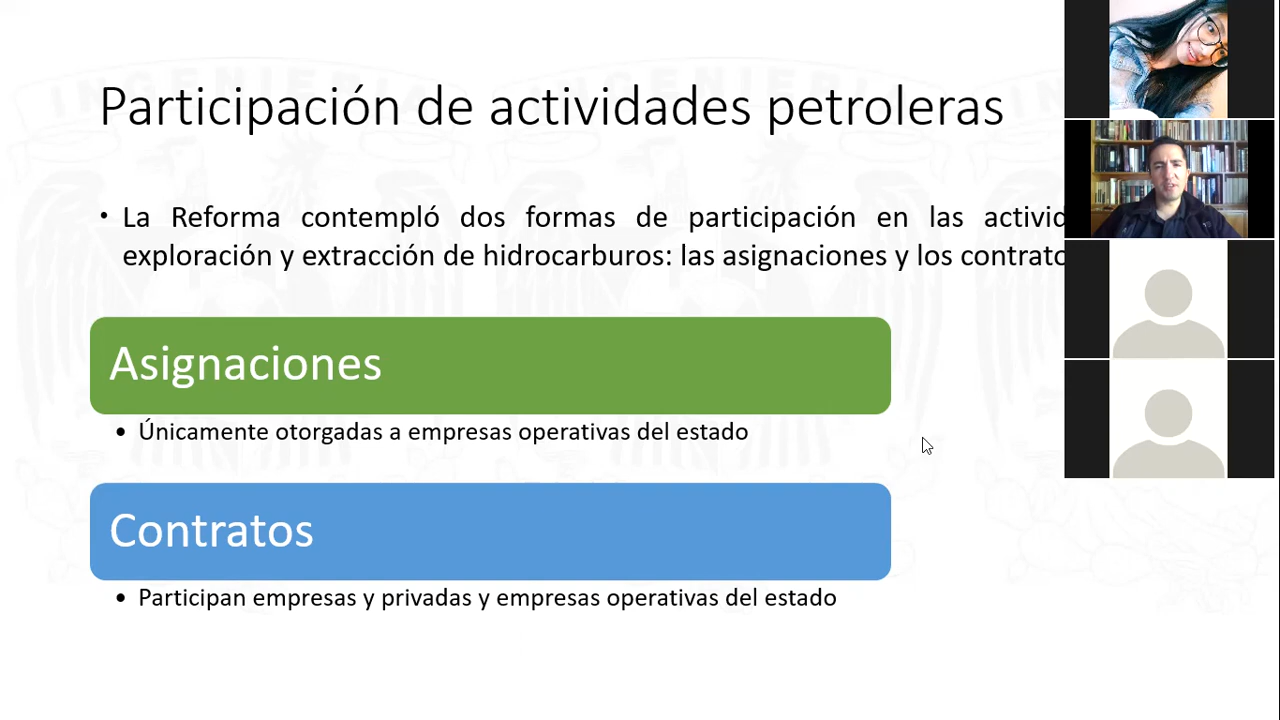 Participación de actividades petroleras
• La Reforma contempló dos formas de participación en las
exploración y extracción de hidrocarburos: las asignaciones y los
Asignaciones
• Únicamente otorgadas a empresas operativas del estado
Contratos
• Participan empresas y privadas y empresas operativas del estado